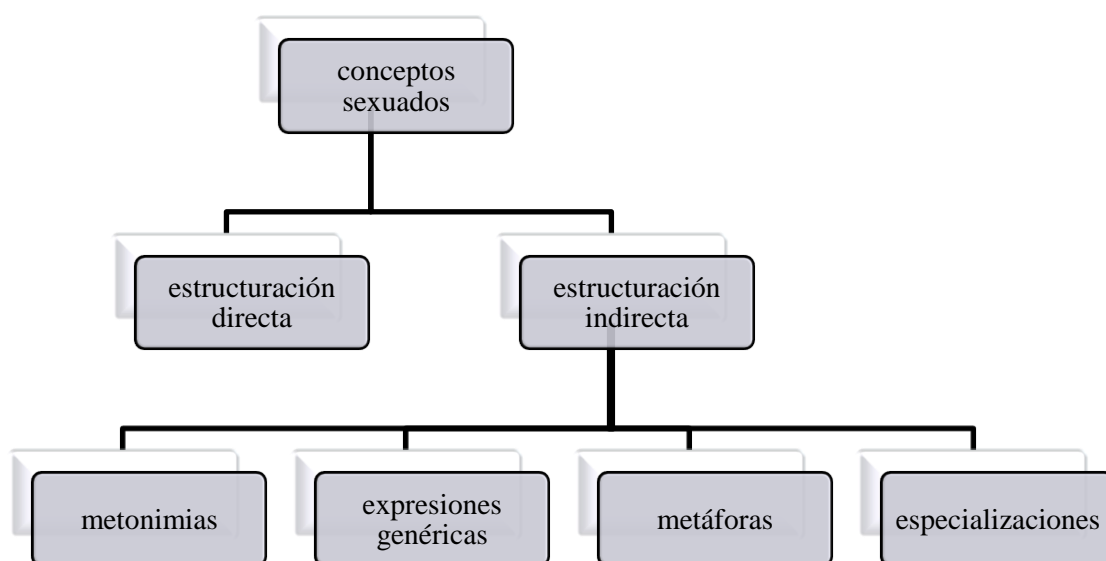 conceptos
sexuados
estructuración
directa
estructuración
indirecta
metonimias
expresiones
genéricas
metáforas
especializaciones